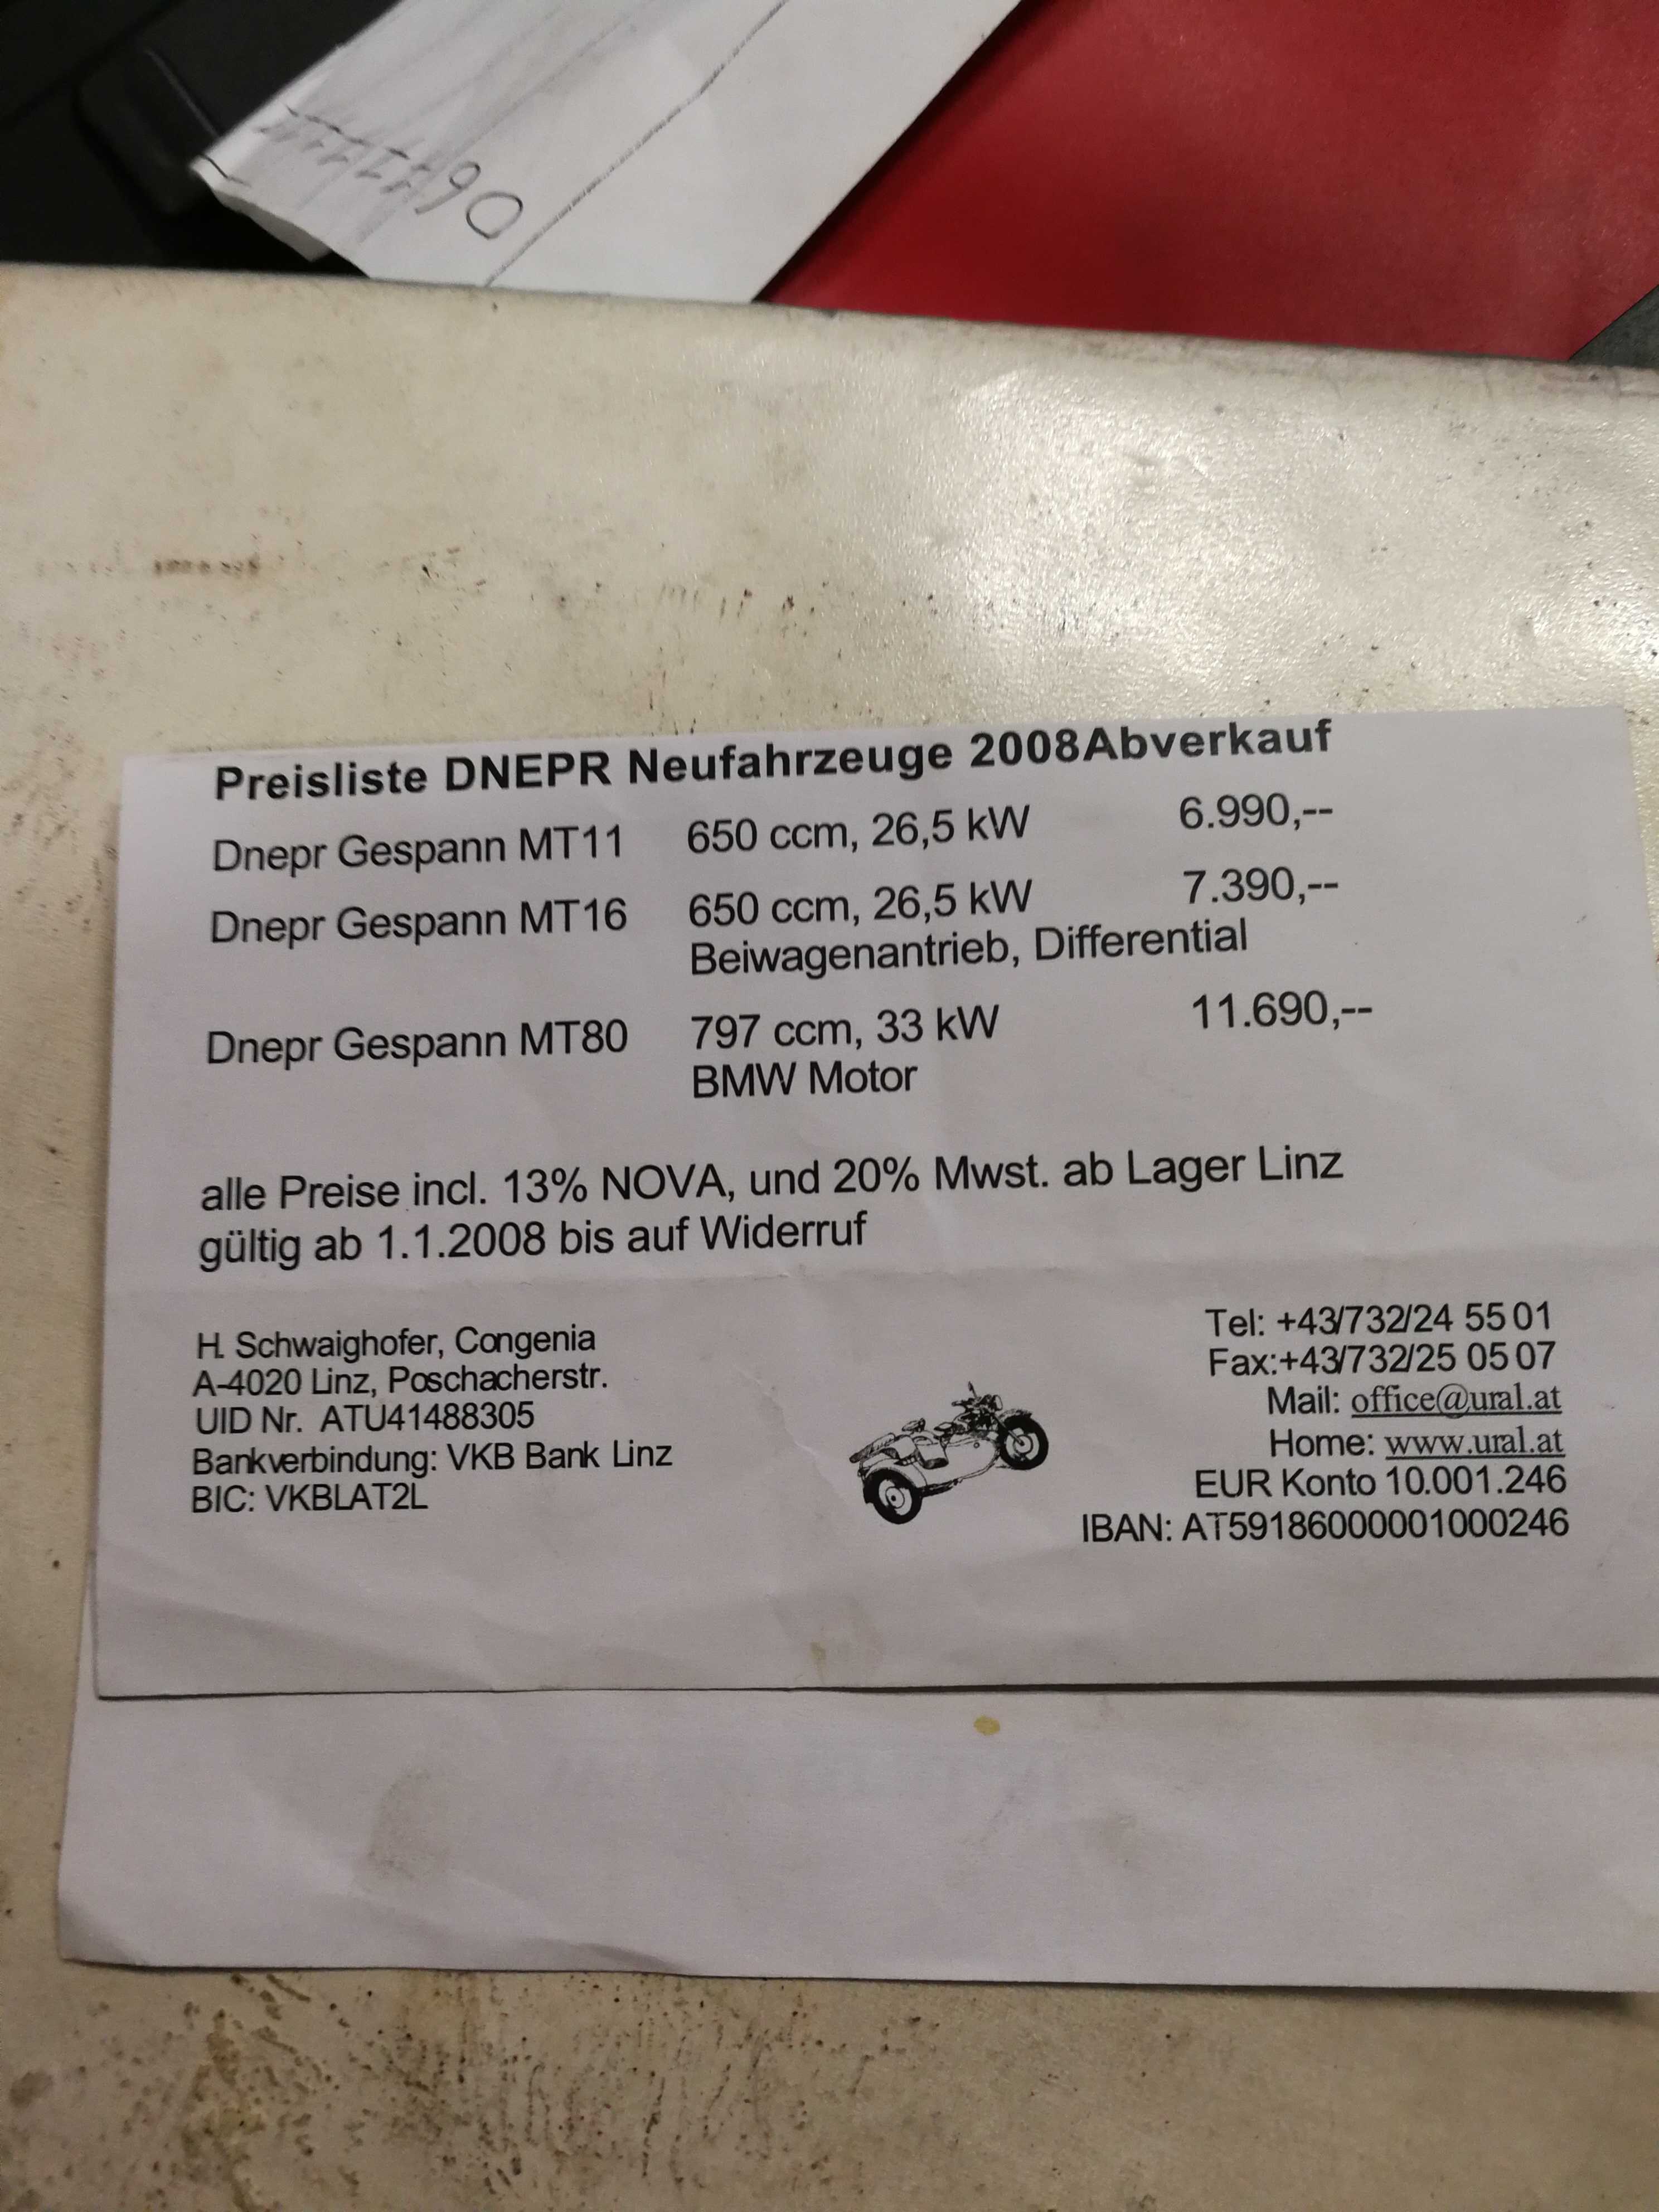 Preisliste DNEPR Neufahrzeuge 2008Abverkauf
Dnepr Gespann MT11 650 ccm, 26,5 kW 6.990,--
Dnepr Gespann MT16 650 ccm, 26,5 kW 7.390,--
Beiwagenantrieb, Differential
Dnepr Gespann MT80 797 ccm, 33 kW 11.690,--
BMW Motor
alle Preise incl. 13% NOVA, und 20% Mwst. ab Lager Linz
gültig ab 1.1.2008 bis auf Widerruf
H. Schwaighofer, Congenia
A-4020 Linz, Poschacherstr.
UID Nr. ATU41488305
Bankverbindung: VKB Bank Linz
BIC: VKBLAT2L
Tel: +43/732/24 55 01
Fax:+43/732/25 05 07
Mail: office@ural.at
Home: www.ural.at
EUR Konto 10.001.246
IBAN: AT591860000001000246